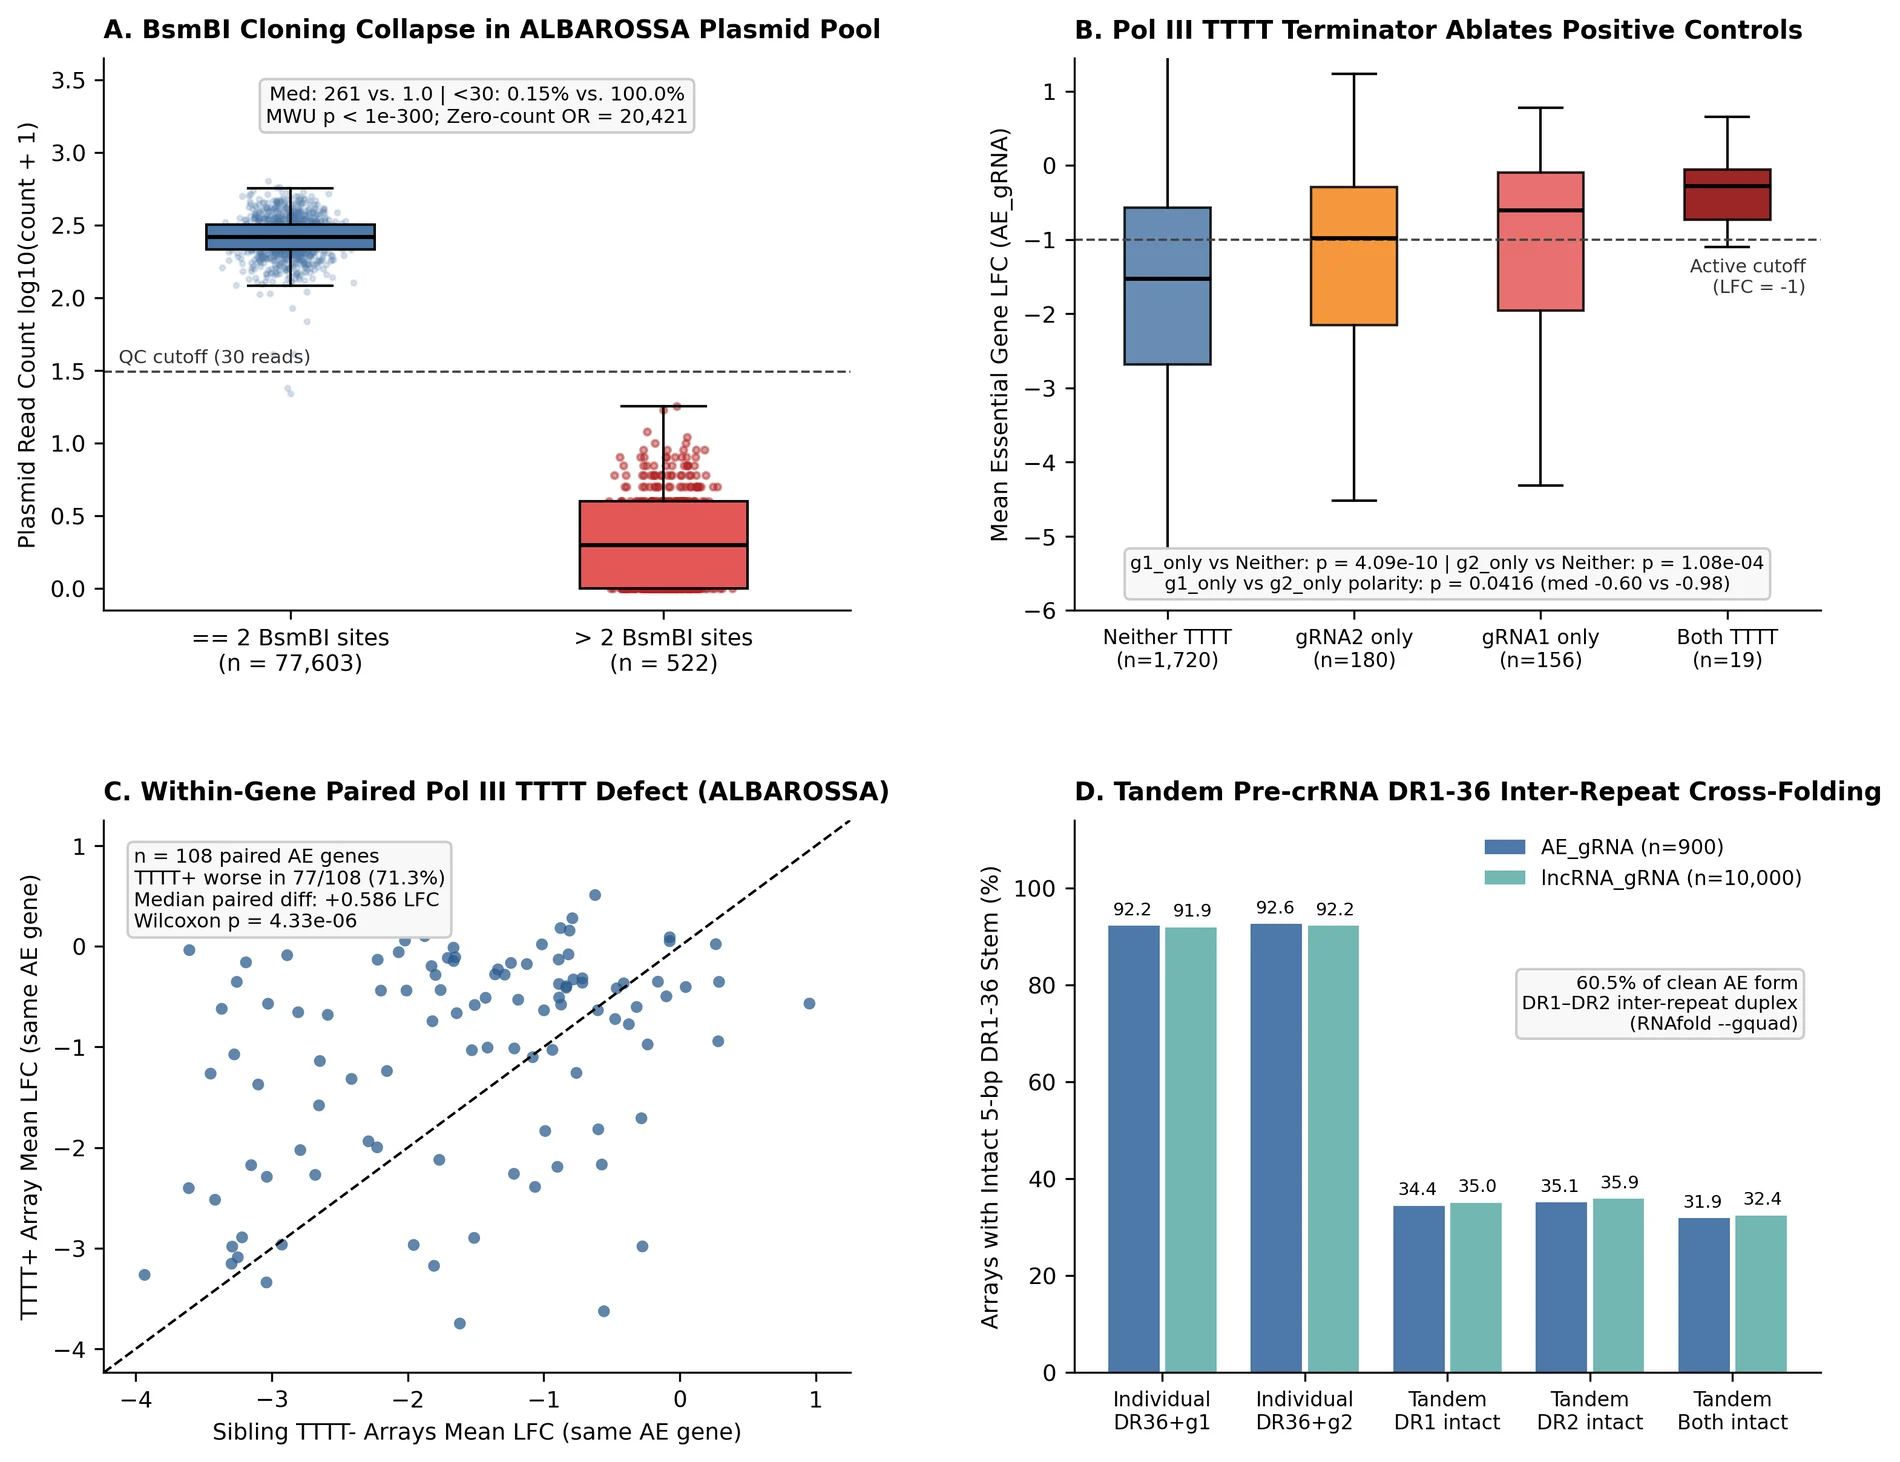 A. BsmBI Cloning Collapse in ALBAROSSA Plasmid Pool
Plasmid Read Count log10(count + 1)
3.5
3.0
2.5
2.0
1.5
1.0
0.5
0.0
Med: 261 vs. 1.0 | <30: 0.15% vs. 100.0%
MWU p < 1e-300; Zero-count OR = 20,421
QC cutoff (30 reads)
== 2 BsmBI sites
(n = 77,603)
> 2 BsmBI sites
(n = 522)
B. Pol III TTTT Terminator Ablates Positive Controls
Mean Essential Gene LFC (AE_gRNA)
1
0
−1
−2
−3
−4
−5
−6
Active cutoff
(LFC = -1)
g1_only vs Neither: p = 4.09e-10 | g2_only vs Neither: p = 1.08e-04
g1_only vs g2_only polarity: p = 0.0416 (med -0.60 vs -0.98)
Neither TTTT
(n=1,720)
gRNA2 only
(n=180)
gRNA1 only
(n=156)
Both TTTT
(n=19)
C. Within-Gene Paired Pol III TTTT Defect (ALBAROSSA)
TTTT+ Array Mean LFC (same AE gene)
1
0
−1
−2
−3
−4
n = 108 paired AE genes
TTTT+ worse in 77/108 (71.3%)
Median paired diff: +0.586 LFC
Wilcoxon p = 4.33e-06
−4
−3
−2
−1
0
1
Sibling TTTT- Arrays Mean LFC (same AE gene)
D. Tandem Pre-crRNA DR1-36 Inter-Repeat Cross-Folding
Arrays with Intact 5-bp DR1-36 Stem (%)
100
80
60
40
20
0
AE_gRNA (n=900)
lncRNA_gRNA (n=10,000)
92.2
91.9
92.6
92.2
34.4
35.0
35.1
35.9
31.9
32.4
60.5% of clean AE form
DR1–DR2 inter-repeat duplex
(RNAfold --gquad)
Individual
DR36+g1
Individual
DR36+g2
Tandem
DR1 intact
Tandem
DR2 intact
Tandem
Both intact